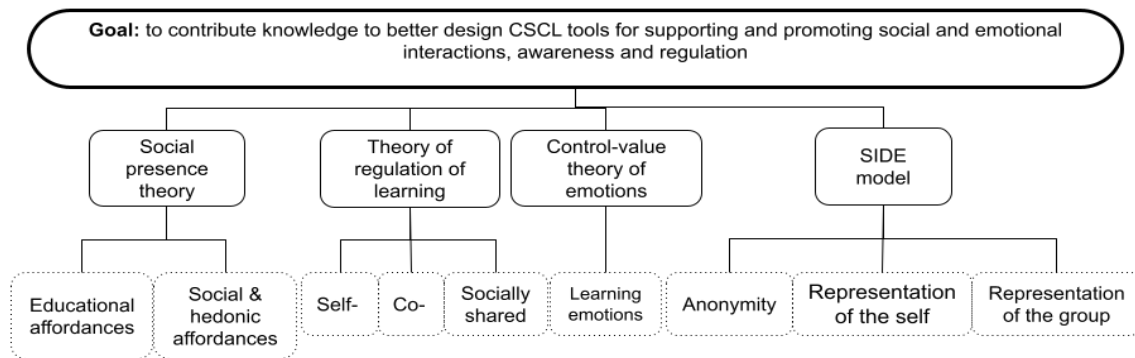 Goal: to contribute knowledge to better design CSCL tools for supporting and promoting social and emotional
interactions, awareness and regulation
Social
presence
theory
Theory of
regulation of
learning
Control-value
theory of
emotions
SIDE
model
Educational
affordances
Social &
hedonic
affordances
Self-
Co-
Socially
shared
Learning
emotions
Anonymity
Representation
of the self
Representation
of the group